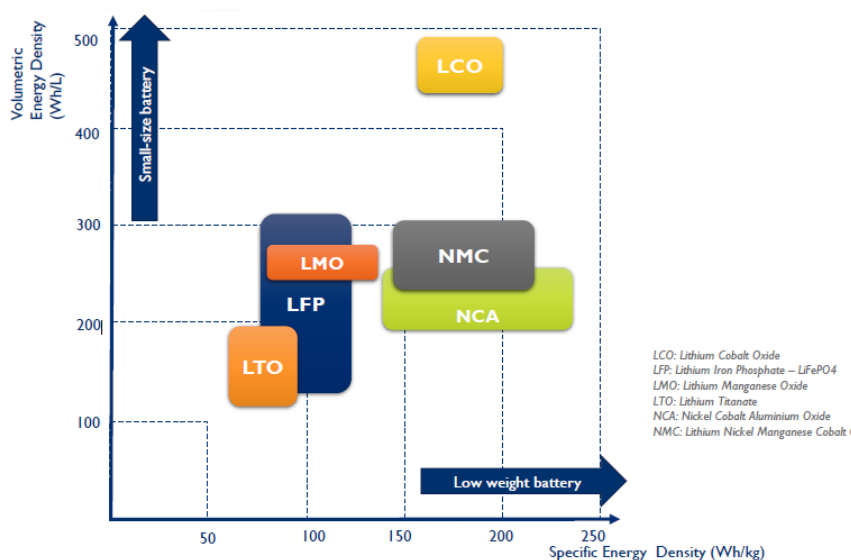 Volumetric
Energy Density
(Wh/L)
500
400
300
200
100
Small-size battery
LCO
LMO
NMC
LFP
NCA
LTO
LCO: Lithium Cobalt Oxide
LFP: Lithium Iron Phosphate – LiFePO4
LMO: Lithium Manganese Oxide
LTO: Lithium Titanate
NCA: Nickel Cobalt Aluminium Oxide
NMC: Lithium Nickel Manganese Cobalt
Low weight battery
50
100
150
200
250
Specific Energy Density (Wh/kg)